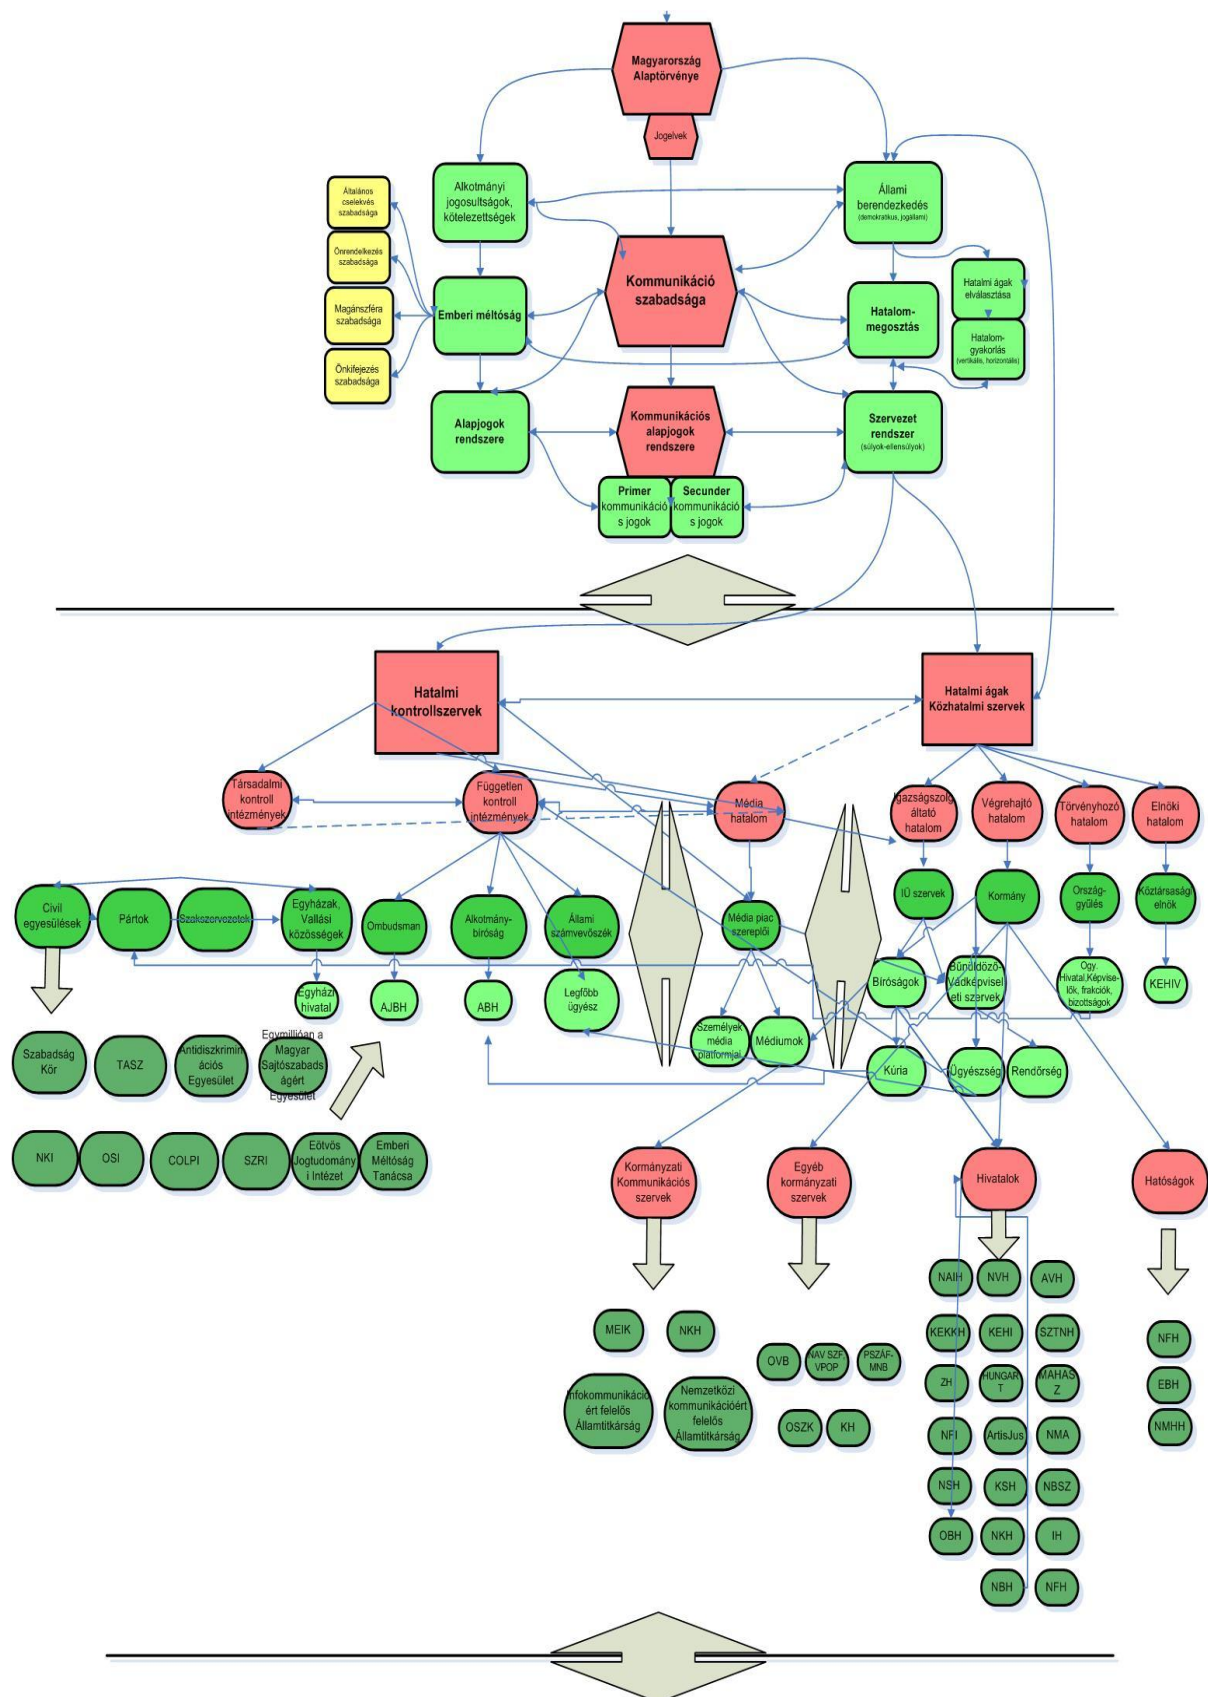 Magyarország
Alaptörvénye
Jogelvek
Általános
cselekvés
szabadsága
Önrendelkezés
szabadsága
Magánszféra
szabadsága
Önkifejezés
szabadsága
Alkotmányi
jogosultságok,
kötelezettségek
Állami
berendezkedés
(demokratikus, jogállami)
Kommunikáció
szabadsága
Emberi méltóság
Hatalom-
megosztás
Hatalmi ágak
elválasztása
Hatalom-
gyakorlás
(vertikális, horizontális)
Alapjogok
rendszere
Kommunikációs
alapjogok
rendszere
Szervezet
rendszer
(súlyok-ellensúlyok)
Primer
kommunikáció
s jogok
Secunder
kommunikáció
s jogok
Hatalmi
kontrollszervek
Hatalmi ágak
Közhatalmi szervek
Társadalmi
kontroll
intézmények
Független
kontroll
intézmények
Média
hatalom
Igazságszolg
áltató
hatalom
Végrehajtó
hatalom
Törvényhozó
hatalom
Elnöki
hatalom
Civil
egyesülések
Pártok
Szakszervezetek
Egyházak,
Vallási
közösségek
Ombudsman
Alkotmány-
bíróság
Állami
számvevőszék
Média piac
szereplői
IÜ szervek
Kormány
Ország-
gyűlés
Köztársasági
elnök
Egyházi
hivatal
AJBH
ABH
Legfőbb
ügyész
Személyek
média
platformjai
Médiumok
Bíróságok
Bűnüldöző-
Vádképvisel
eti szervek
Ogy.
Hivatal,Képvise-
lők, frakciók,
bizottságok
KEHIV
Kúria
Ügyészség
Rendőrség
Szabadság
Kör
TASZ
Antidiszkrimin
ációs
Egyesület
Egymillióan a
Magyar
Sajtószabads
ágért
Egyesület
NKI
OSI
COLPI
SZRI
Eötvös
Jogtudomány
i Intézet
Emberi
Méltóság
Tanácsa
Kormányzati
Kommunikációs
szervek
Egyéb
kormányzati
szervek
Hivatalok
Hatóságok
MEIK
NKH
Infokommunikáció
ért felelős
Államtitkárság
Nemzetközi
kommunikációért
felelős
Államtitkárság
OVB
NAV SZF,
VPOP
PSZÁF-
MNB
OSZK
KH
NAIH
NVH
AVH
KEKKH
KEHI
SZTNH
ZH
HUNGAR
T
MAHAS
Z
NFI
ArtisJus
NMA
NSH
KSH
NBSZ
OBH
NKH
IH
NBH
NFH
NFH
EBH
NMHH